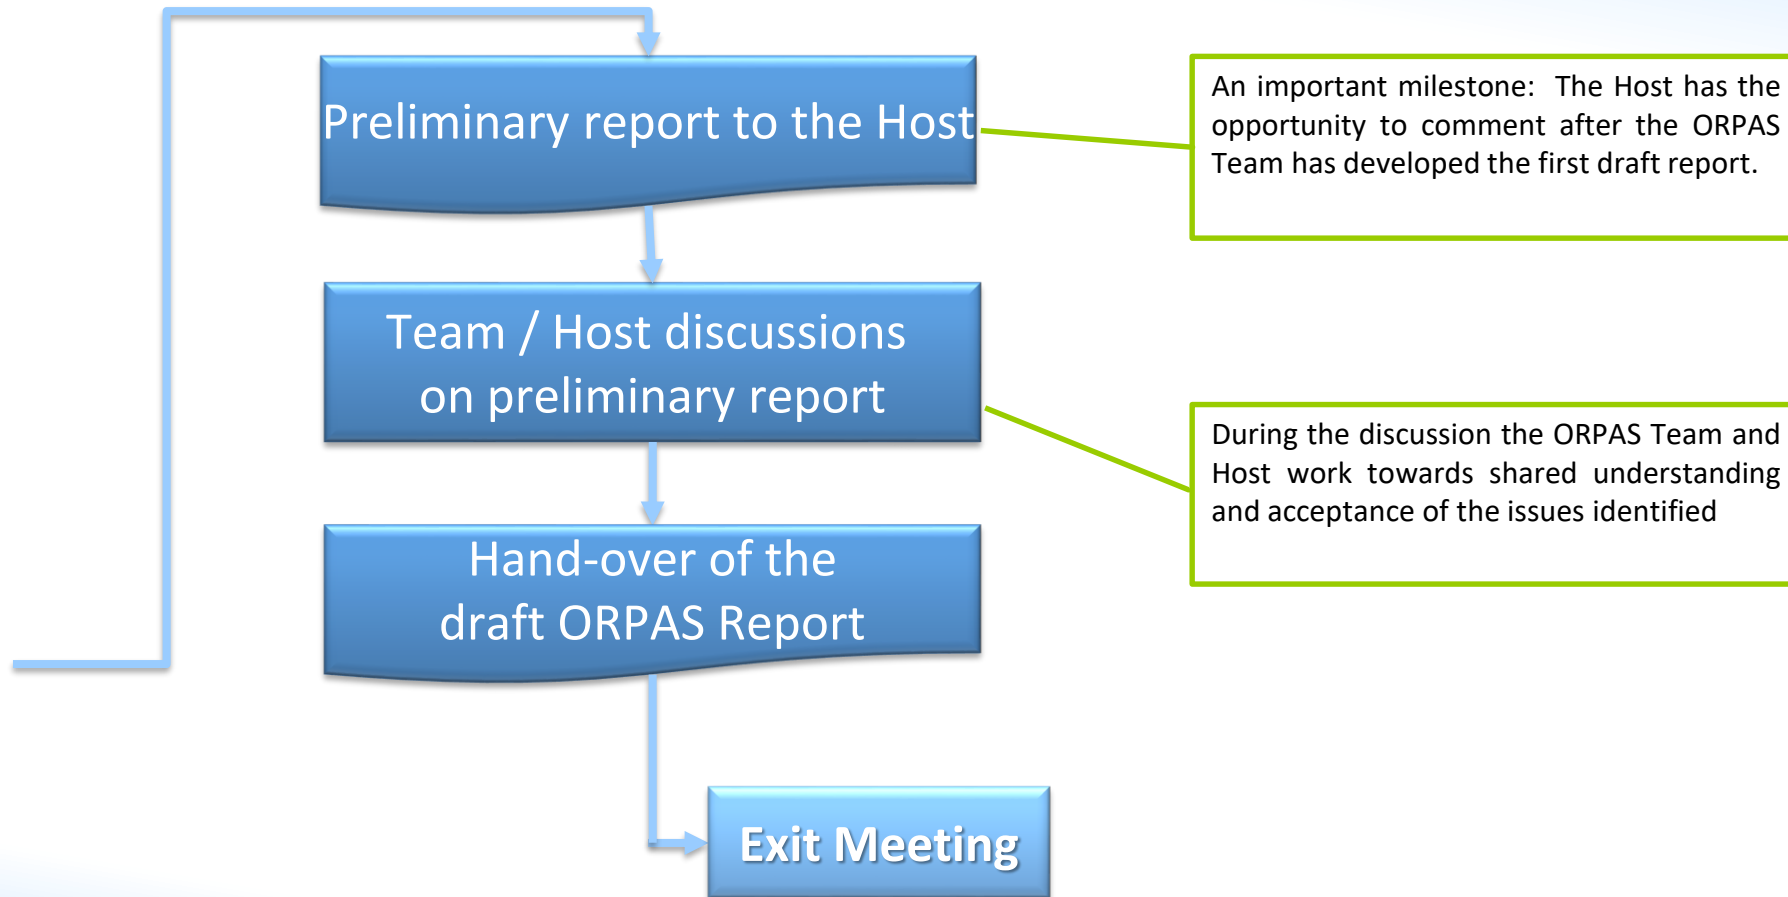 Preliminary report to the Host
An important milestone: The Host has the
opportunity to comment after the ORPAS
Team has developed the first draft report.
Team / Host discussions
on preliminary report
During the discussion the ORPAS Team and
Host work towards shared understanding
and acceptance of the issues identified
Hand-over of the
draft ORPAS Report
Exit Meeting